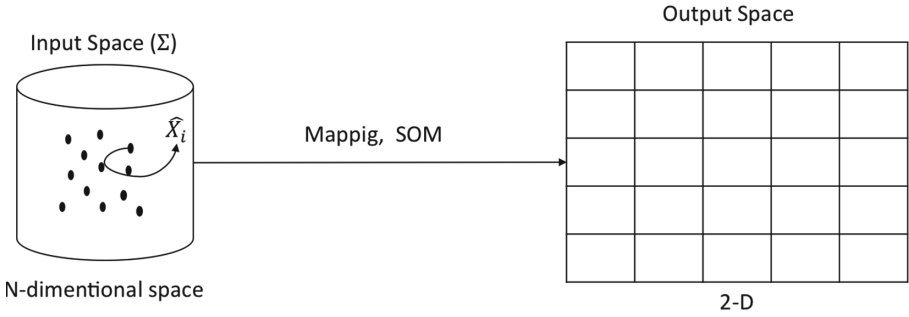 Output Space
Input Space (Σ)
X̂ᵢ
Mappig, SOM
N-dimentional space
2-D